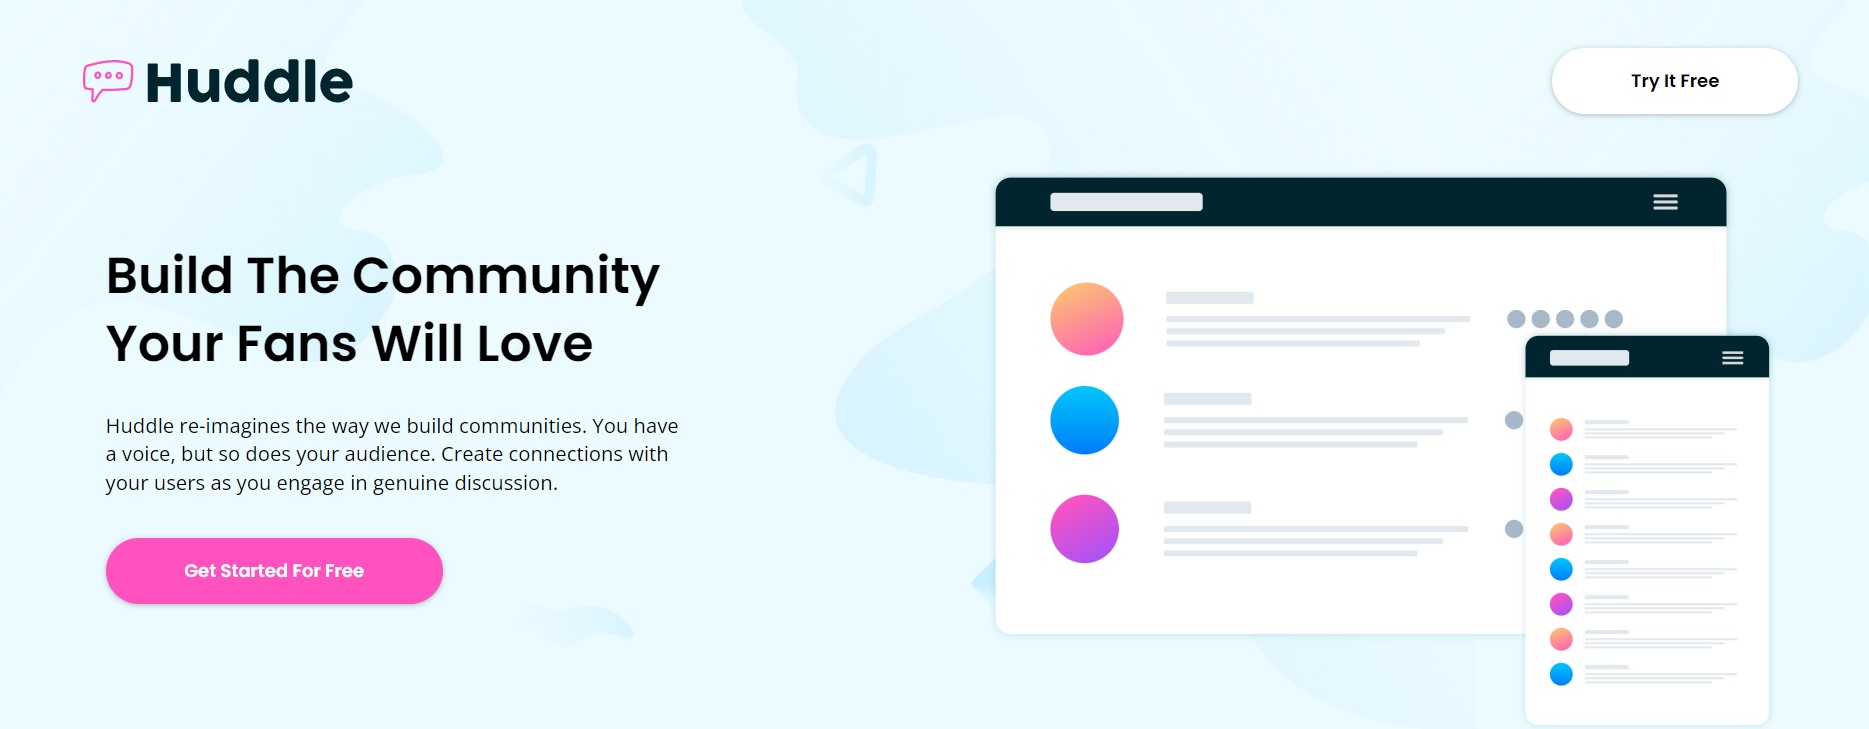 Huddle
Try It Free
Build The Community
Your Fans Will Love
Huddle re-imagines the way we build communities. You have
a voice, but so does your audience. Create connections with
your users as you engage in genuine discussion.
Get Started For Free